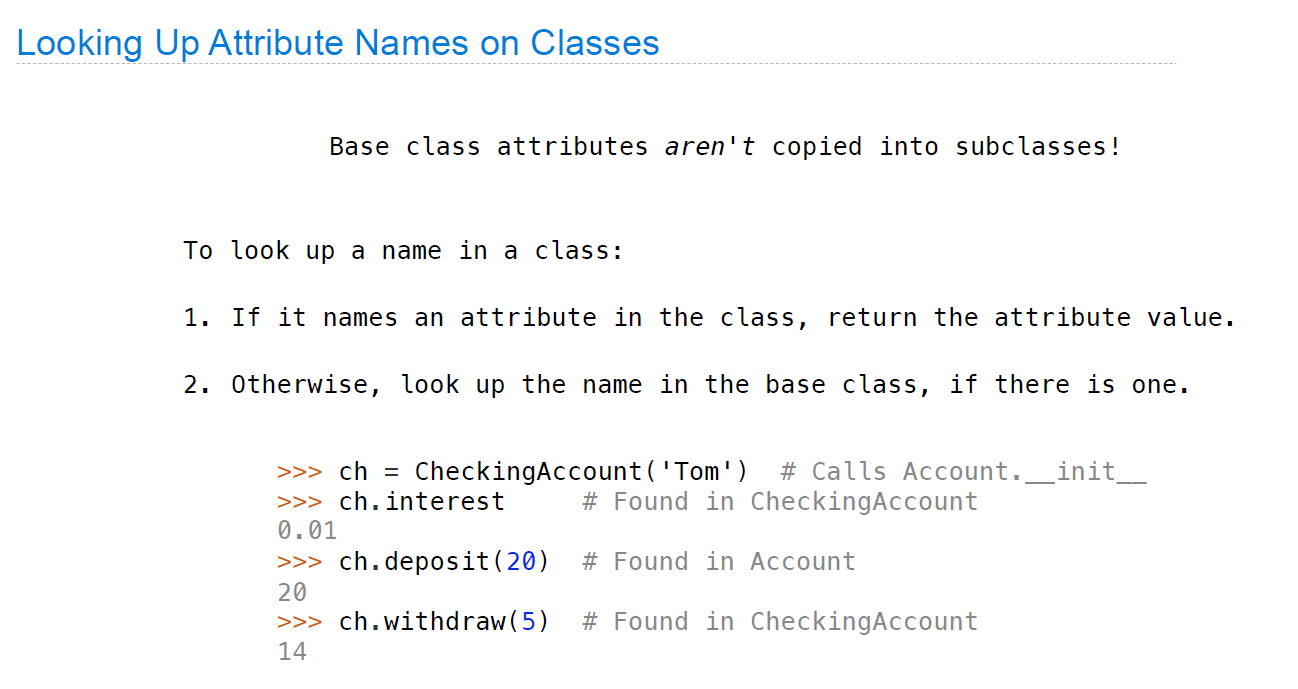 Looking Up Attribute Names on Classes
Base class attributes aren't copied into subclasses!
To look up a name in a class:
1. If it names an attribute in the class, return the attribute value.
2. Otherwise, look up the name in the base class, if there is one.
>>> ch = CheckingAccount('Tom')  # Calls Account.__init__
>>> ch.interest     # Found in CheckingAccount
0.01
>>> ch.deposit(20)  # Found in Account
20
>>> ch.withdraw(5)  # Found in CheckingAccount
14